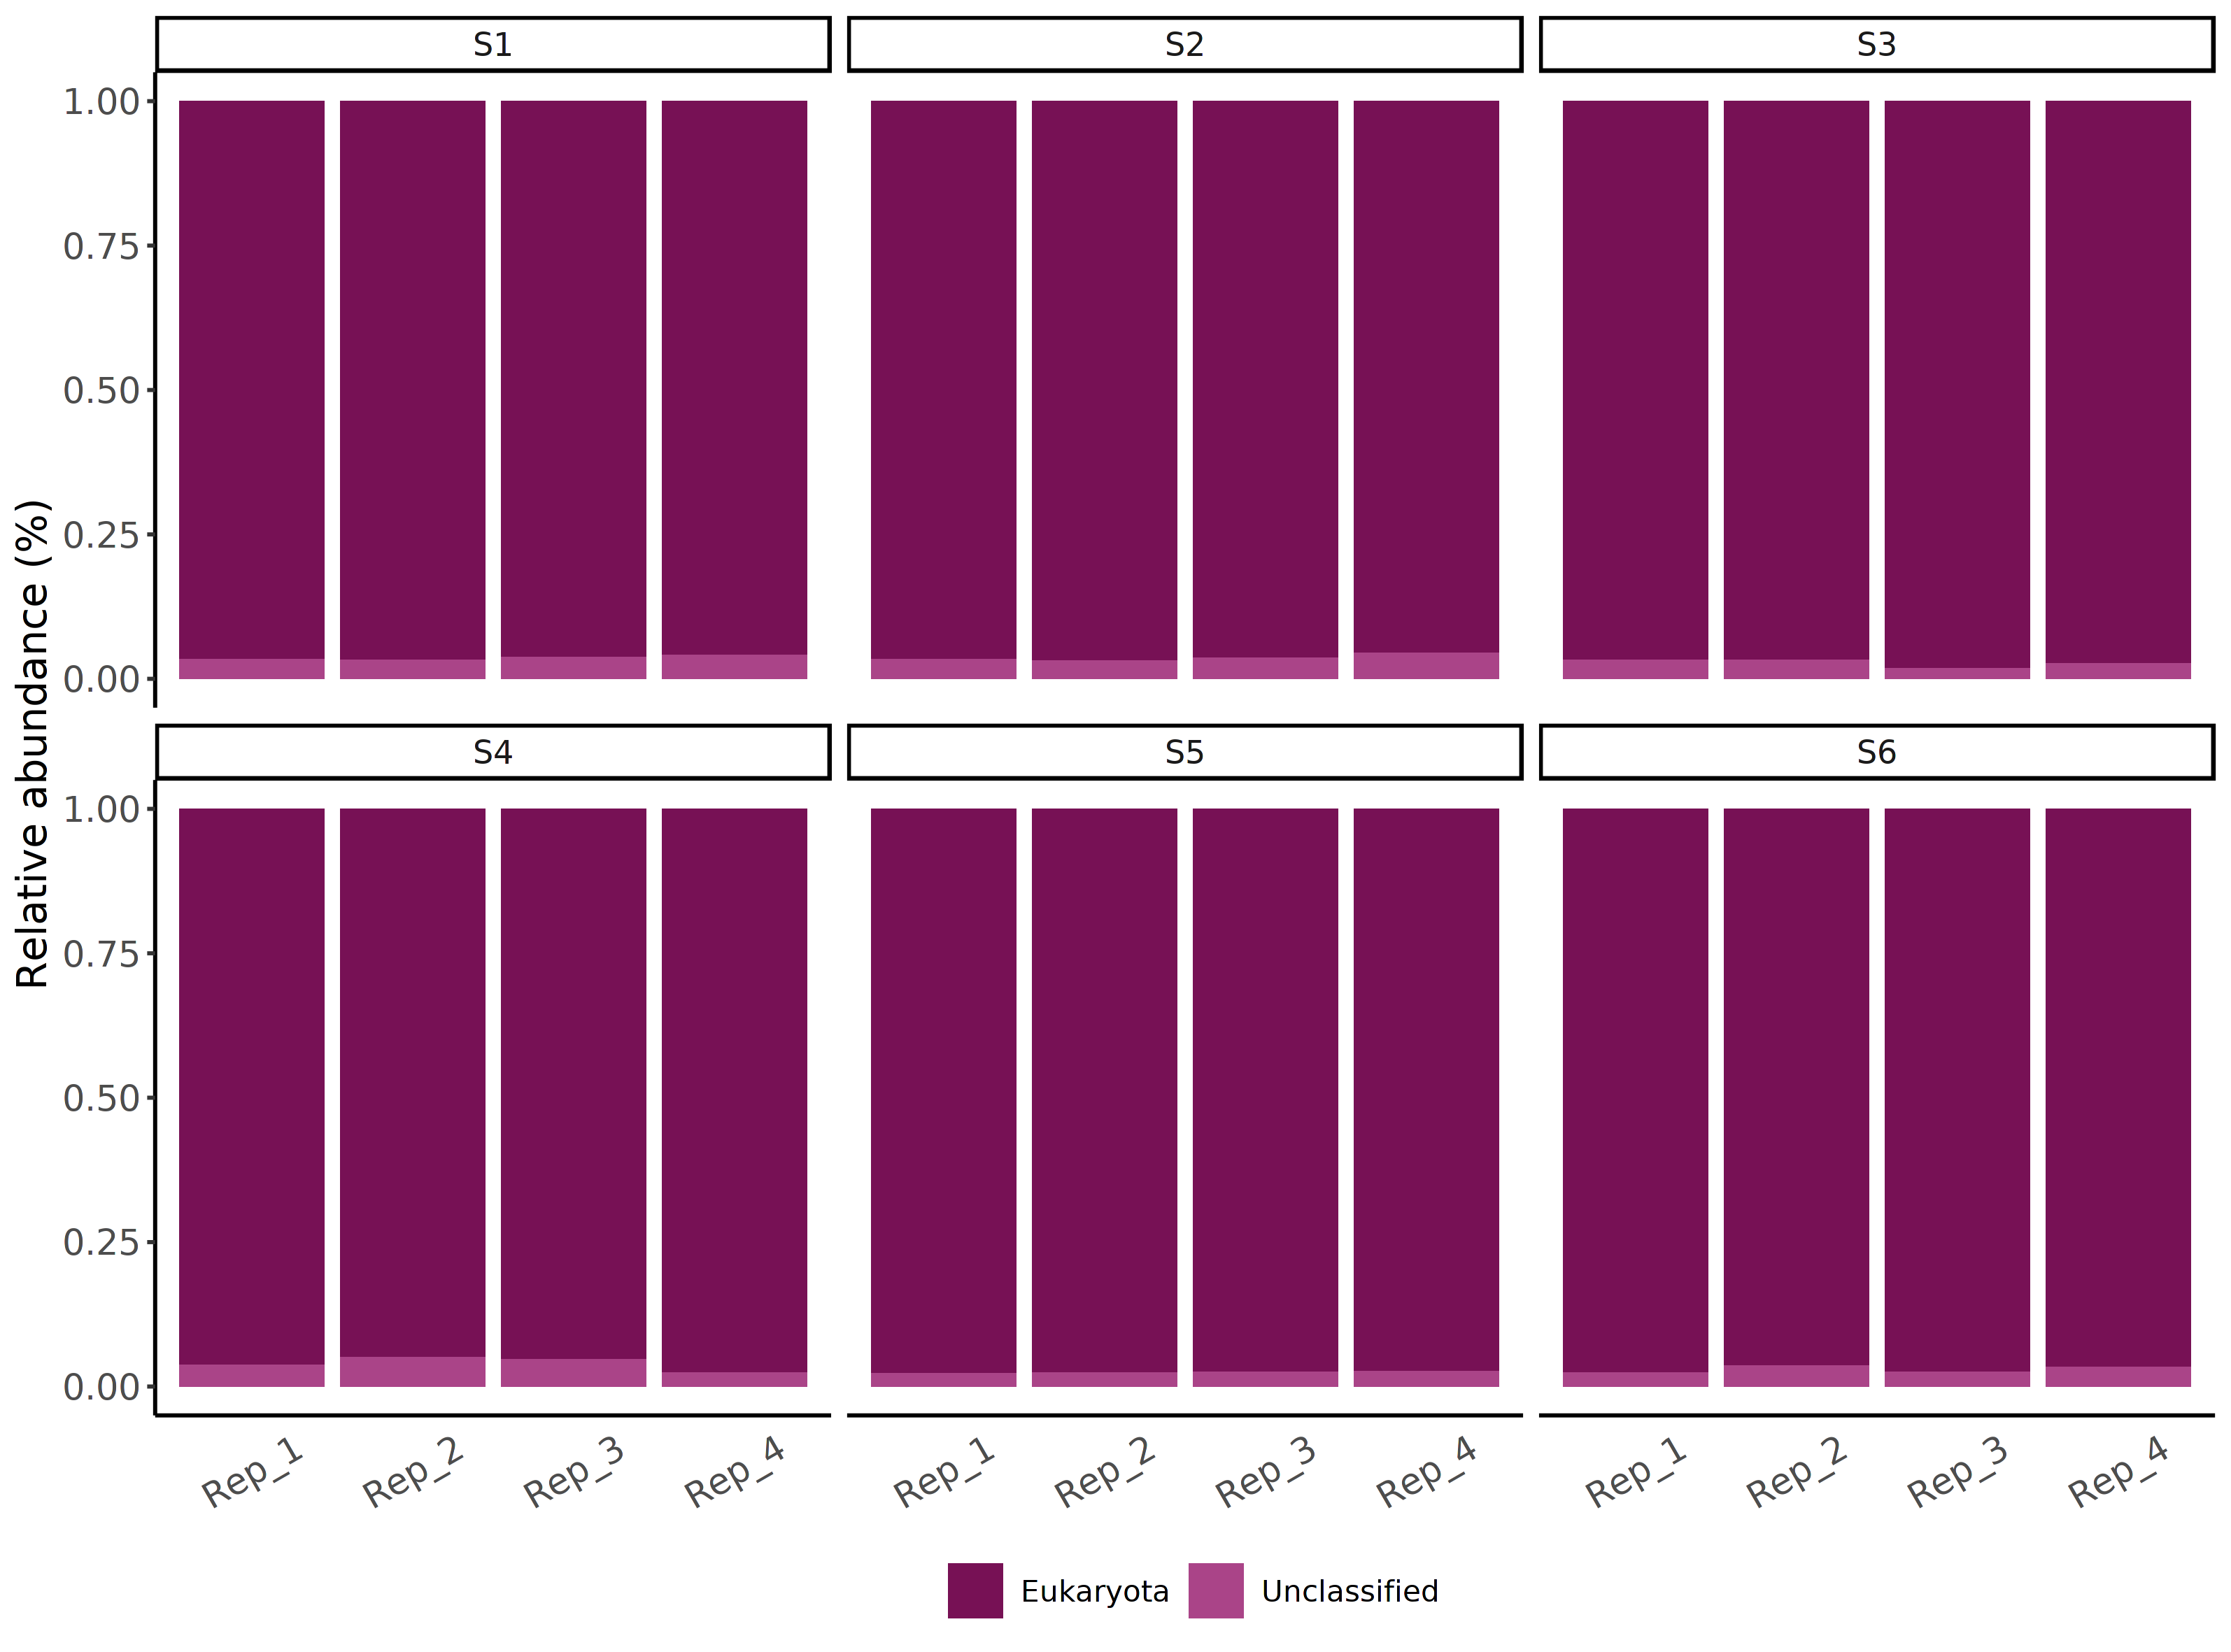 S1
S2
S3
1.00
0.75
0.50
0.25
0.00
Relative abundance (%)
S4
S5
S6
1.00
0.75
0.50
0.25
0.00
Rep_1
Rep_2
Rep_3
Rep_4
Rep_1
Rep_2
Rep_3
Rep_4
Rep_1
Rep_2
Rep_3
Rep_4
Eukaryota
Unclassified